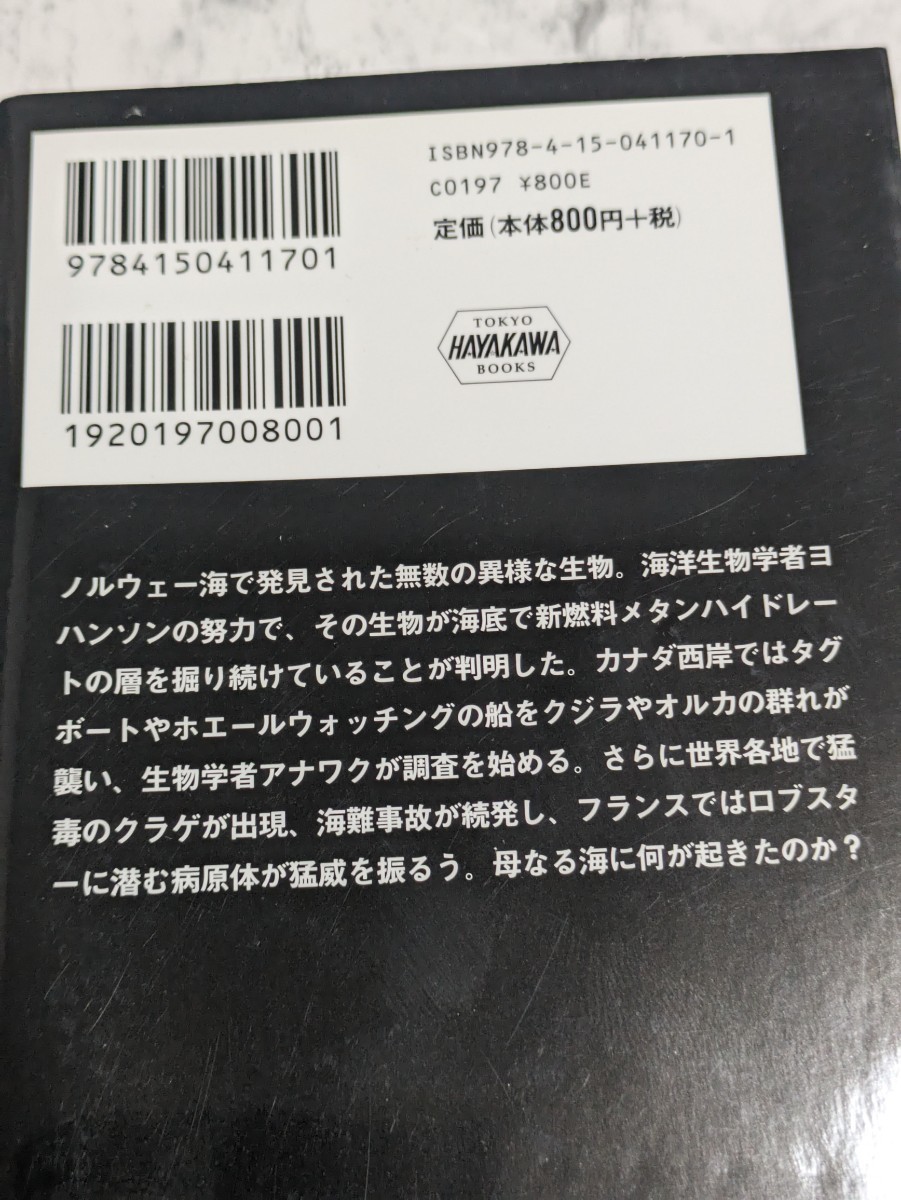 ISBN978-4-15-041170-1
C0197 ¥800E
定価(本体800円+税)
9784150411701
TOKYO
HAYAKAWA
BOOKS
1920197008001
ノルウェー海で発見された無数の異様な生物。海洋生物学者ヨ
ハンソンの努力で、その生物が海底で新燃料メタンハイドレー
トの層を掘り続けていることが判明した。カナダ西岸ではタグ
ボートやホエールウォッチングの船をクジラやオルカの群れが
襲い、生物学者アナワクが調査を始める。さらに世界各地で猛
毒のクラゲが出現、海難事故が続発し、フランスではロブスタ
ーに潜む病原体が猛威を振るう。母なる海に何が起きたのか?